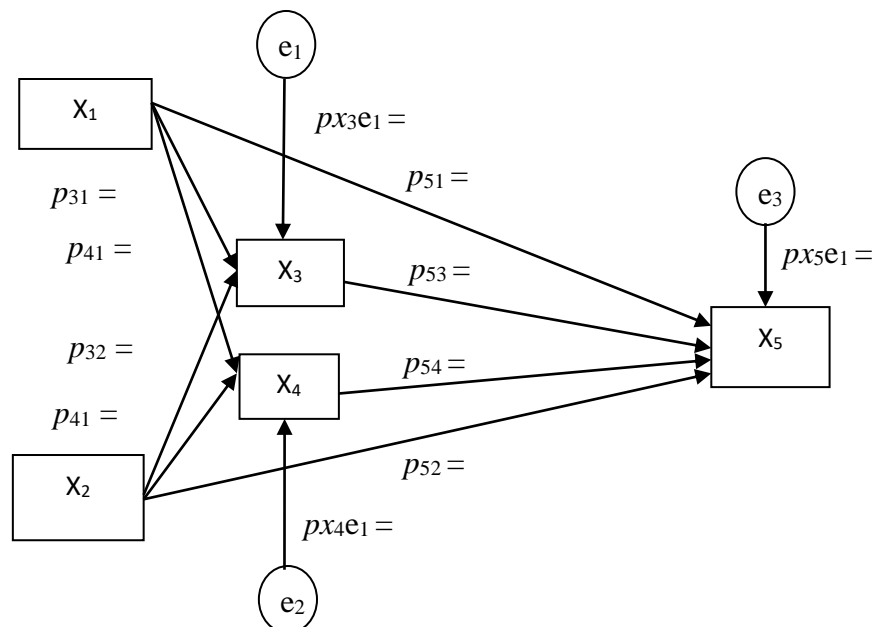 e₁
X₁
px₃e₁ =
p₅₁ =
e₃
p₃₁ =
p₄₁ =
X₃
p₅₃ =
px₅e₁ =
p₃₂ =
X₄
p₅₄ =
X₅
p₄₁ =
X₂
p₅₂ =
px₄e₁ =
e₂